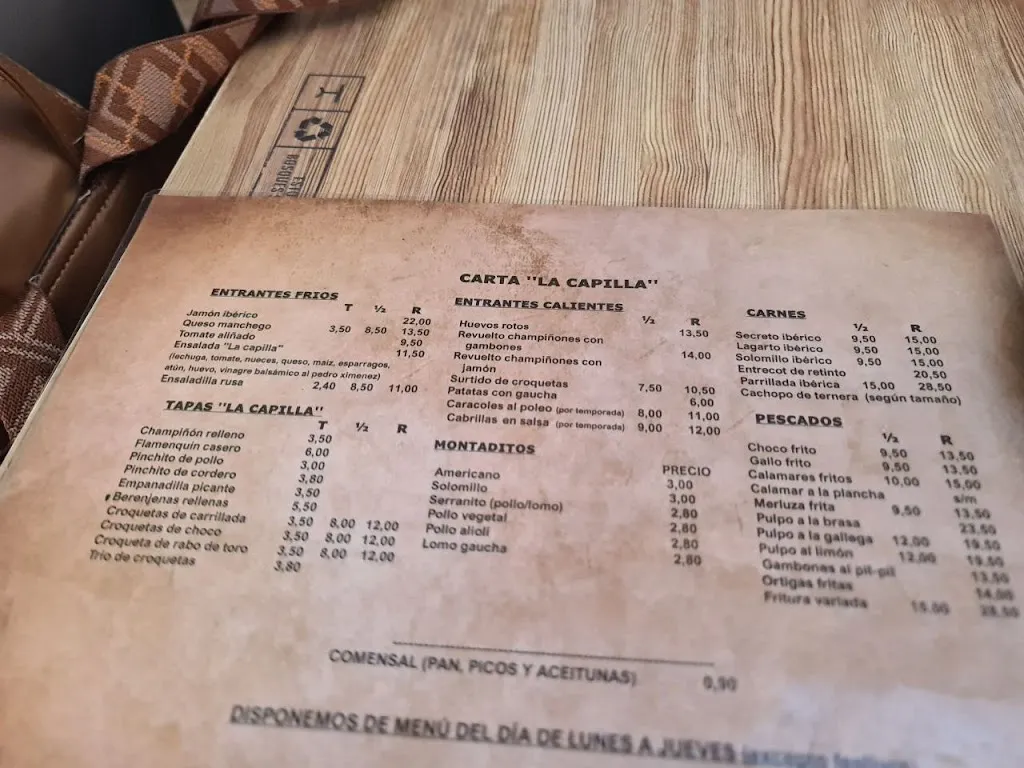 BOSQUES
ESTO
CARTA "LA CAPILLA"
ENTRANTES FRIOS
T ½ R
Jamón ibérico 22,00
Queso manchego 3,50 8,50 13,50
Tomate aliñado 9,50
Ensalada "La capilla" 11,50
(lechuga, tomate, nueces, queso, maiz, esparragos,
atún, huevo, vinagre balsámico al pedro ximenez)
Ensaladilla rusa 2,40 8,50 11,00
TAPAS "LA CAPILLA"
T ½ R
Champiñón relleno 3,50
Flamenquin casero 6,00
Pinchito de pollo 3,00
Pinchito de cordero 3,80
Empanadilla picante 3,50
Berenjenas rellenas 5,50
Croquetas de carrillada 3,50 8,00 12,00
Croquetas de choco 3,50 8,00 12,00
Croqueta de rabo de toro 3,50 8,00 12,00
Trio de croquetas 3,80
ENTRANTES CALIENTES
½ R
Huevos rotos 13,50
Revuelto champiñones con
gambones 14,00
Revuelto champiñones con
jamón
Surtido de croquetas 7,50 10,50
Patatas con gaucha 6,00
Caracoles al poleo (por temporada) 8,00 11,00
Cabrillas en salsa (por temporada) 9,00 12,00
MONTADITOS
PRECIO
Americano 3,00
Solomillo 3,00
Serranito (pollo/lomo) 2,80
Pollo vegetal 2,80
Pollo alioli 2,80
Lomo gaucha 2,80
CARNES
½ R
Secreto ibérico 9,50 15,00
Lagarto ibérico 9,50 15,00
Solomillo ibérico 9,50 15,00
Entrecot de retinto 20,50
Parrillada ibérica 15,00 28,50
Cachopo de ternera (según tamaño)
PESCADOS
½ R
Choco frito 9,50 13,50
Gallo frito 9,50 13,50
Calamares fritos 10,00 15,00
Calamar a la plancha s/m
Merluza frita 9,50 13,50
Pulpo a la brasa 23,50
Pulpo a la gallega 12,00 19,50
Pulpo al limón 12,00 19,50
Gambones al pil-pil 13,50
Ortigas fritas 14,00
Fritura variada 15,00 28,50
COMENSAL (PAN, PICOS Y ACEITUNAS) 0,90
DISPONEMOS DE MENÚ DEL DÍA DE LUNES A JUEVES (excepto